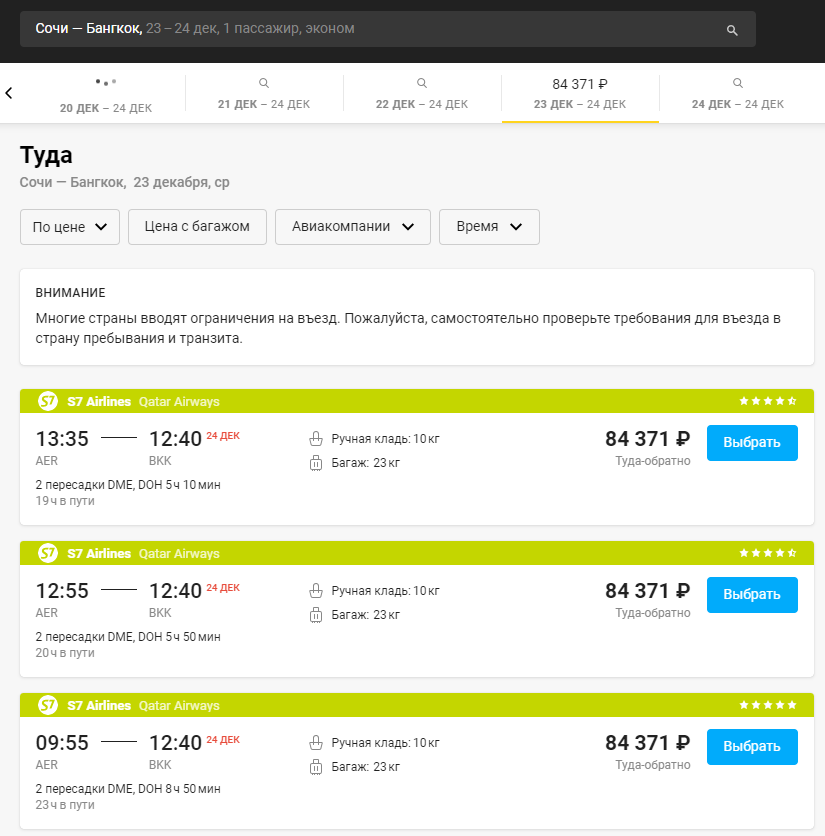 Сочи — Бангкок, 23 – 24 дек, 1 пассажир, эконом
20 ДЕК – 24 ДЕК
21 ДЕК – 24 ДЕК
22 ДЕК – 24 ДЕК
84 371 ₽
23 ДЕК – 24 ДЕК
24 ДЕК – 24 ДЕК
Туда
Сочи — Бангкок, 23 декабря, ср
По цене
Цена с багажом
Авиакомпании
Время
ВНИМАНИЕ
Многие страны вводят ограничения на въезд. Пожалуйста, самостоятельно проверьте требования для въезда в
страну пребывания и транзита.
S7 S7 Airlines Qatar Airways
13:35 12:40 24 ДЕК
AER BKK
2 пересадки DME, DOH 5 ч 10 мин
19 ч в пути
Ручная кладь: 10 кг
Багаж: 23 кг
84 371 ₽
Туда-обратно
Выбрать
S7 S7 Airlines Qatar Airways
12:55 12:40 24 ДЕК
AER BKK
2 пересадки DME, DOH 5 ч 50 мин
20 ч в пути
Ручная кладь: 10 кг
Багаж: 23 кг
84 371 ₽
Туда-обратно
Выбрать
S7 S7 Airlines Qatar Airways
09:55 12:40 24 ДЕК
AER BKK
2 пересадки DME, DOH 8 ч 50 мин
23 ч в пути
Ручная кладь: 10 кг
Багаж: 23 кг
84 371 ₽
Туда-обратно
Выбрать